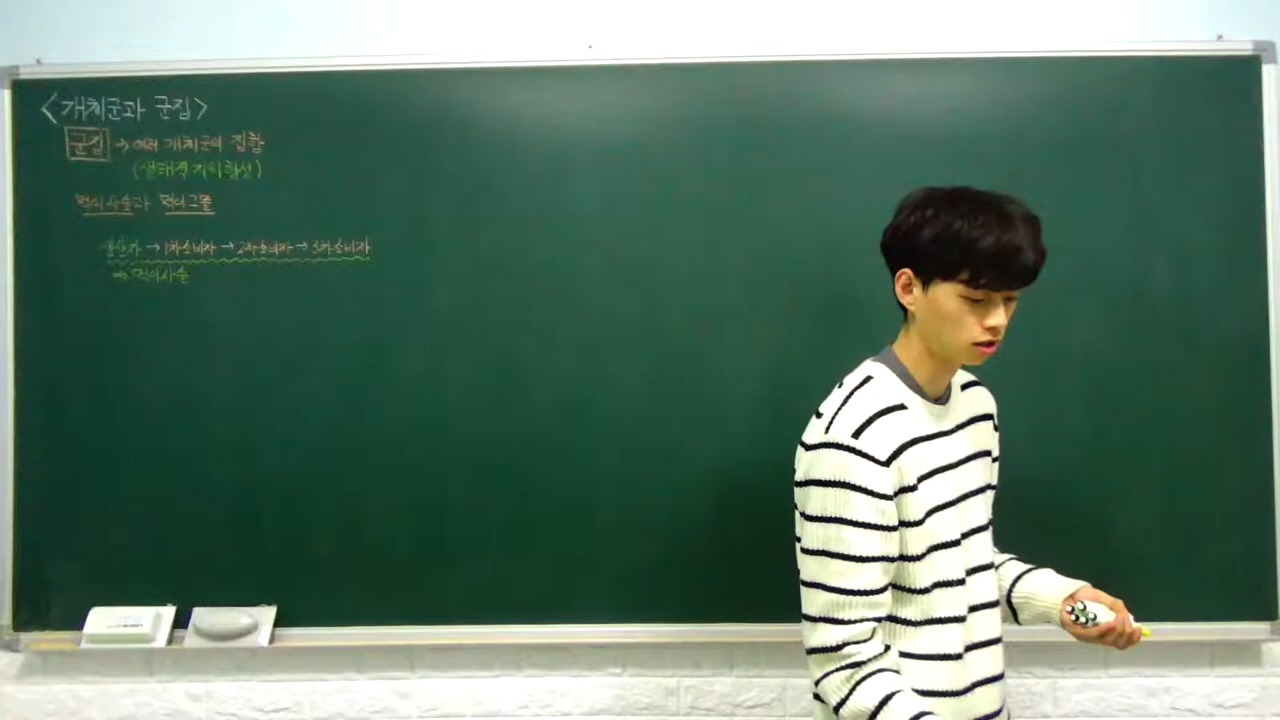 <개체군과 군집>
군집 → 여러 개체군의 집합
(생태적 지위 형성)
먹이사슬과 먹이그물
생산자 → 1차소비자 → 2차소비자 → 3차소비자
⇒ 먹이사슬